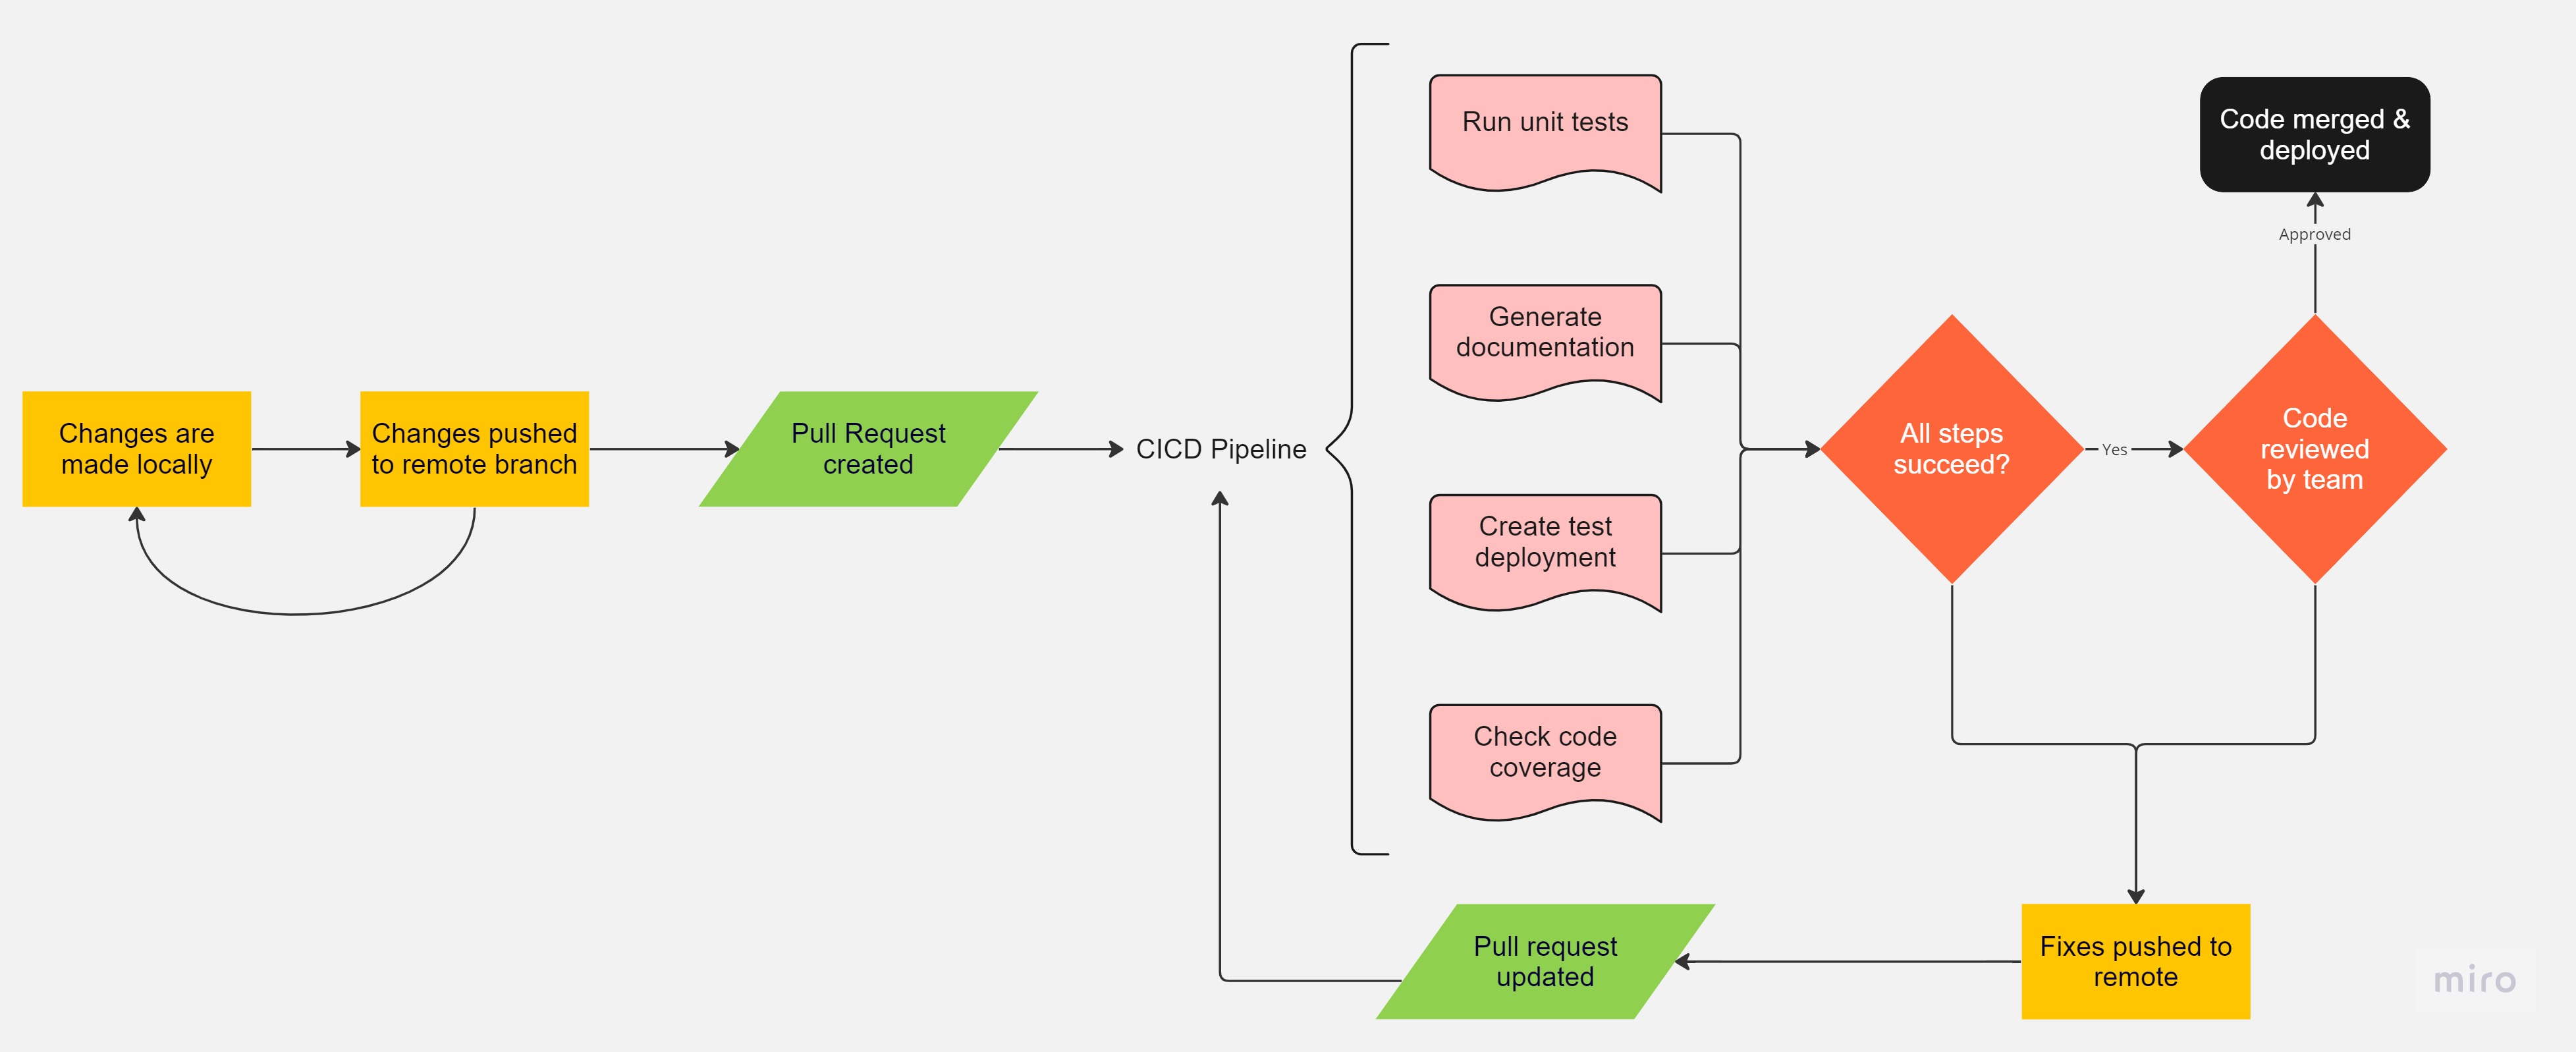 Changes are
made locally
Changes pushed
to remote branch
Pull Request
created
CICD Pipeline
Run unit tests
Generate
documentation
Create test
deployment
Check code
coverage
All steps
succeed?
Yes
Code
reviewed
by team
Approved
Code merged &
deployed
Fixes pushed to
remote
Pull request
updated
miro